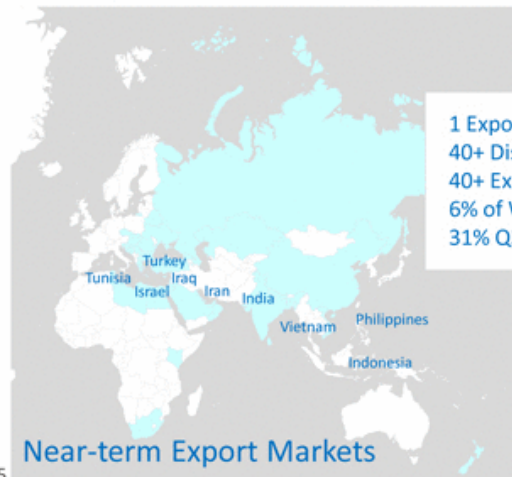 1 Expo
40+ Dis
40+ Ex
6% of
31% Q
Turkey
Tunisia
Iraq
Israel
Iran
India
Vietnam
Philippines
Indonesia
Near-term Export Markets
5